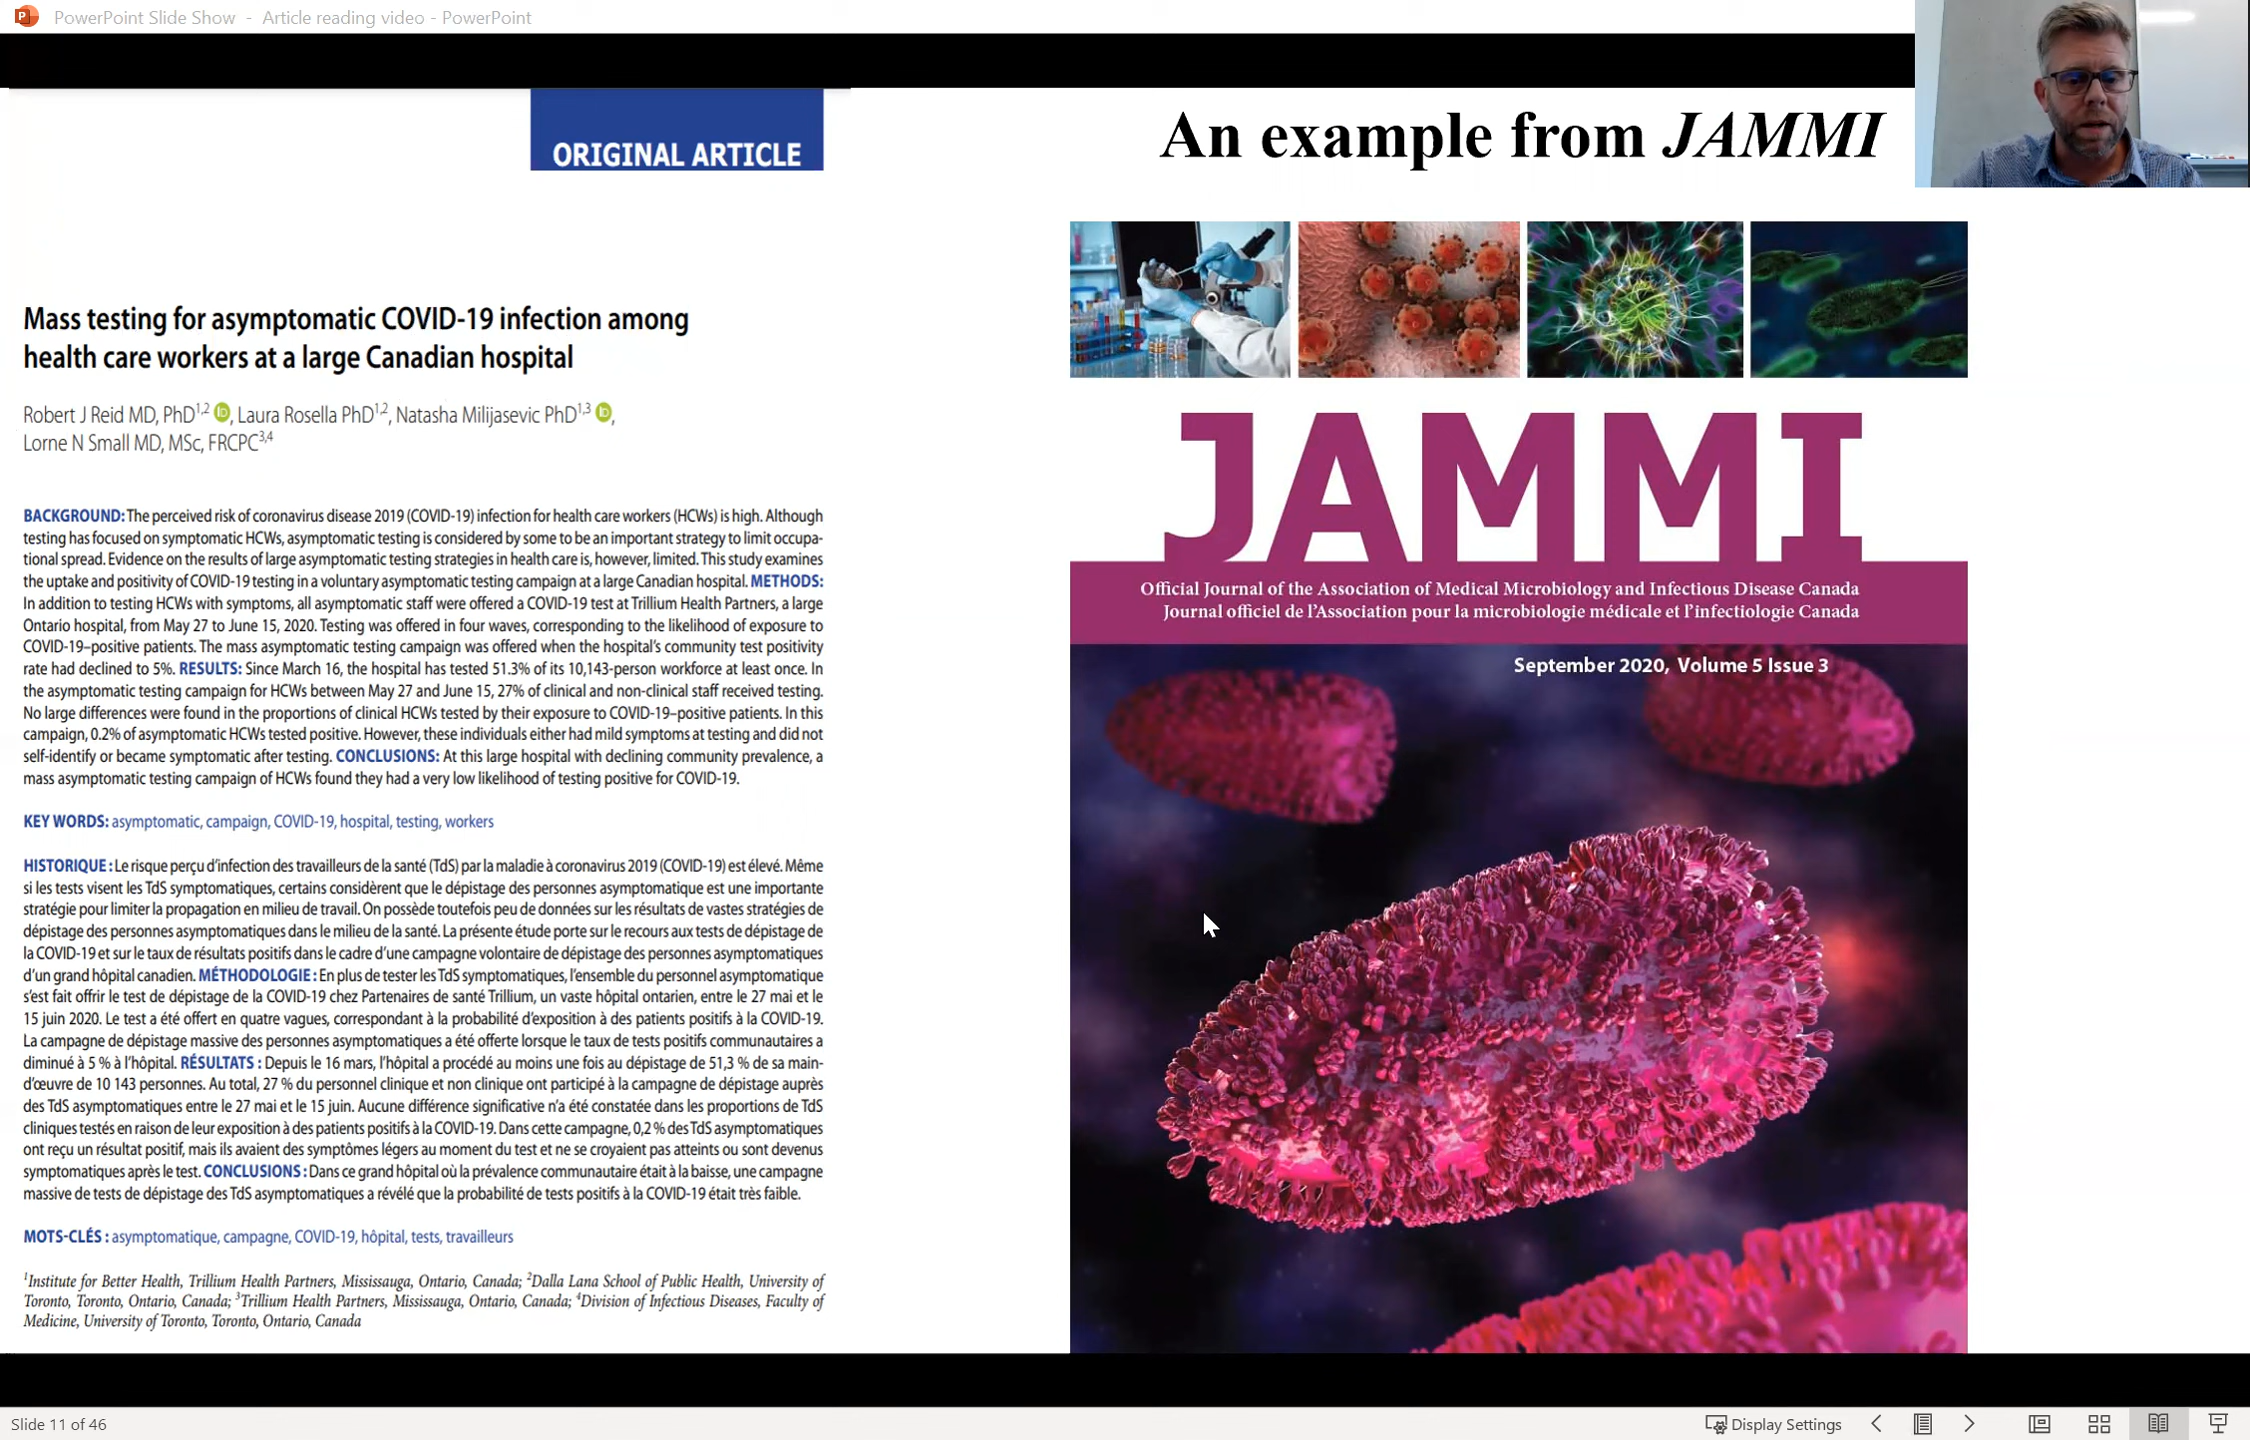 PowerPoint Slide Show - Article reading video - PowerPoint
ORIGINAL ARTICLE
Mass testing for asymptomatic COVID-19 infection among
health care workers at a large Canadian hospital
Robert J Reid MD, PhD1,2 iD, Laura Rosella PhD1,2, Natasha Milijasevic PhD1,3 iD,
Lorne N Small MD, MSc, FRCPC3,4
BACKGROUND: The perceived risk of coronavirus disease 2019 (COVID-19) infection for health care workers (HCWs) is high. Although
testing has focused on symptomatic HCWs, asymptomatic testing is considered by some to be an important strategy to limit occupa-
tional spread. Evidence on the results of large asymptomatic testing strategies in health care is, however, limited. This study examines
the uptake and positivity of COVID-19 testing in a voluntary asymptomatic testing campaign at a large Canadian hospital. METHODS:
In addition to testing HCWs with symptoms, all asymptomatic staff were offered a COVID-19 test at Trillium Health Partners, a large
Ontario hospital, from May 27 to June 15, 2020. Testing was offered in four waves, corresponding to the likelihood of exposure to
COVID-19–positive patients. The mass asymptomatic testing campaign was offered when the hospital's community test positivity
rate had declined to 5%. RESULTS: Since March 16, the hospital has tested 51.3% of its 10,143-person workforce at least once. In
the asymptomatic testing campaign for HCWs between May 27 and June 15, 27% of clinical and non-clinical staff received testing.
No large differences were found in the proportions of clinical HCWs tested by their exposure to COVID-19–positive patients. In this
campaign, 0.2% of asymptomatic HCWs tested positive. However, these individuals either had mild symptoms at testing and did not
self-identify or became symptomatic after testing. CONCLUSIONS: At this large hospital with declining community prevalence, a
mass asymptomatic testing campaign of HCWs found they had a very low likelihood of testing positive for COVID-19.
KEY WORDS: asymptomatic, campaign, COVID-19, hospital, testing, workers
HISTORIQUE : Le risque perçu d'infection des travailleurs de la santé (TdS) par la maladie à coronavirus 2019 (COVID-19) est élevé. Même
si les tests visent les TdS symptomatiques, certains considèrent que le dépistage des personnes asymptomatique est une importante
stratégie pour limiter la propagation en milieu de travail. On possède toutefois peu de données sur les résultats de vastes stratégies de
dépistage des personnes asymptomatiques dans le milieu de la santé. La présente étude porte sur le recours aux tests de dépistage de
la COVID-19 et sur le taux de résultats positifs dans le cadre d'une campagne volontaire de dépistage des personnes asymptomatiques
d'un grand hôpital canadien. MÉTHODOLOGIE : En plus de tester les TdS symptomatiques, l'ensemble du personnel asymptomatique
s'est fait offrir le test de dépistage de la COVID-19 chez Partenaires de santé Trillium, un vaste hôpital ontarien, entre le 27 mai et le
15 juin 2020. Le test a été offert en quatre vagues, correspondant à la probabilité d'exposition à des patients positifs à la COVID-19.
La campagne de dépistage massive des personnes asymptomatiques a été offerte lorsque le taux de tests positifs communautaires a
diminué à 5 % à l'hôpital. RÉSULTATS : Depuis le 16 mars, l'hôpital a procédé au moins une fois au dépistage de 51,3 % de sa main-
d'œuvre de 10 143 personnes. Au total, 27 % du personnel clinique et non clinique ont participé à la campagne de dépistage auprès
des TdS asymptomatiques entre le 27 mai et le 15 juin. Aucune différence significative n'a été constatée dans les proportions de TdS
cliniques testés en raison de leur exposition à des patients positifs à la COVID-19. Dans cette campagne, 0,2 % des TdS asymptomatiques
ont reçu un résultat positif, mais ils avaient des symptômes légers au moment du test et ne se croyaient pas atteints ou sont devenus
symptomatiques après le test. CONCLUSIONS : Dans ce grand hôpital où la prévalence communautaire était à la baisse, une campagne
massive de tests de dépistage des TdS asymptomatiques a révélé que la probabilité de tests positifs à la COVID-19 était très faible.
MOTS-CLÉS : asymptomatique, campagne, COVID-19, hôpital, tests, travailleurs
1Institute for Better Health, Trillium Health Partners, Mississauga, Ontario, Canada; 2Dalla Lana School of Public Health, University of
Toronto, Toronto, Ontario, Canada; 3Trillium Health Partners, Mississauga, Ontario, Canada; 4Division of Infectious Diseases, Faculty of
Medicine, University of Toronto, Toronto, Ontario, Canada
An example from JAMMI
JAMMI
Official Journal of the Association of Medical Microbiology and Infectious Disease Canada
Journal officiel de l'Association pour la microbiologie médicale et l'infectiologie Canada
September 2020, Volume 5 Issue 3
Slide 11 of 46
Display Settings